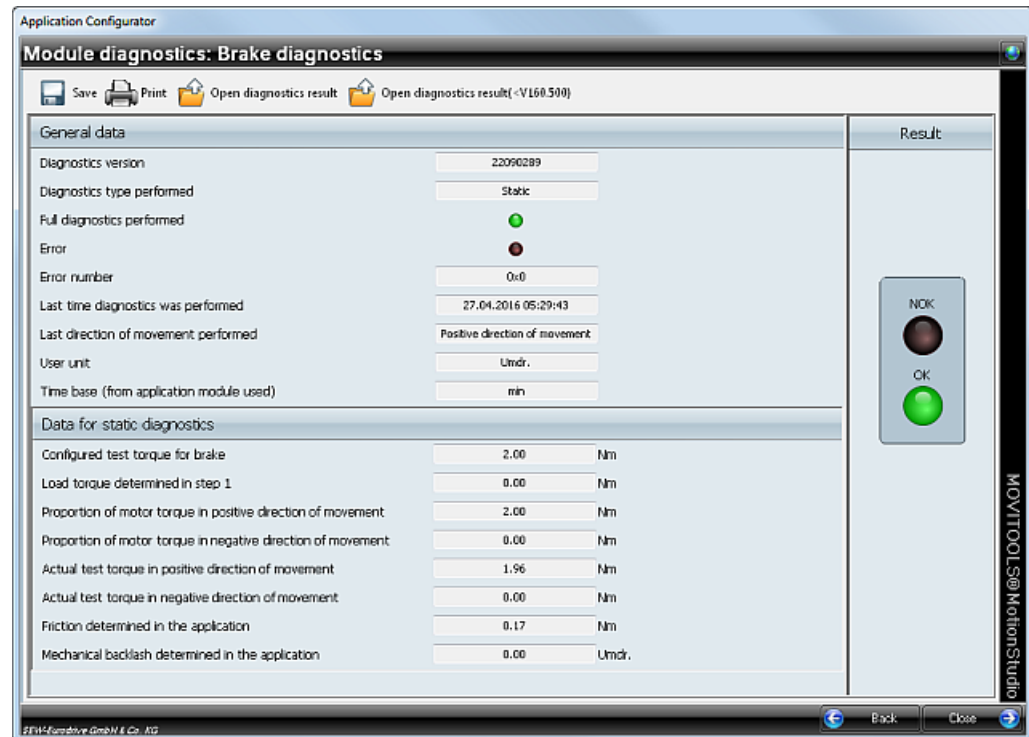 Application Configurator
Module diagnostics: Brake diagnostics
Save Print Open diagnostics result Open diagnostics result(<V160.500)
General data
Diagnostics version 22090289
Diagnostics type performed Static
Full diagnostics performed
Error
Error number 0x0
Last time diagnostics was performed 27.04.2016 05:29:43
Last direction of movement performed Positive direction of movement
User unit Umdr.
Time base (from application module used) min
Data for static diagnostics
Configured test torque for brake 2.00 Nm
Load torque determined in step 1 0.00 Nm
Proportion of motor torque in positive direction of movement 2.00 Nm
Proportion of motor torque in negative direction of movement 0.00 Nm
Actual test torque in positive direction of movement 1.96 Nm
Actual test torque in negative direction of movement 0.00 Nm
Friction determined in the application 0.17 Nm
Mechanical backlash determined in the application 0.00 Umdr.
Result
NOK
OK
MOVITOOLS®MotionStudio
SEW-Eurodrive GmbH & Co. KG
Back Close